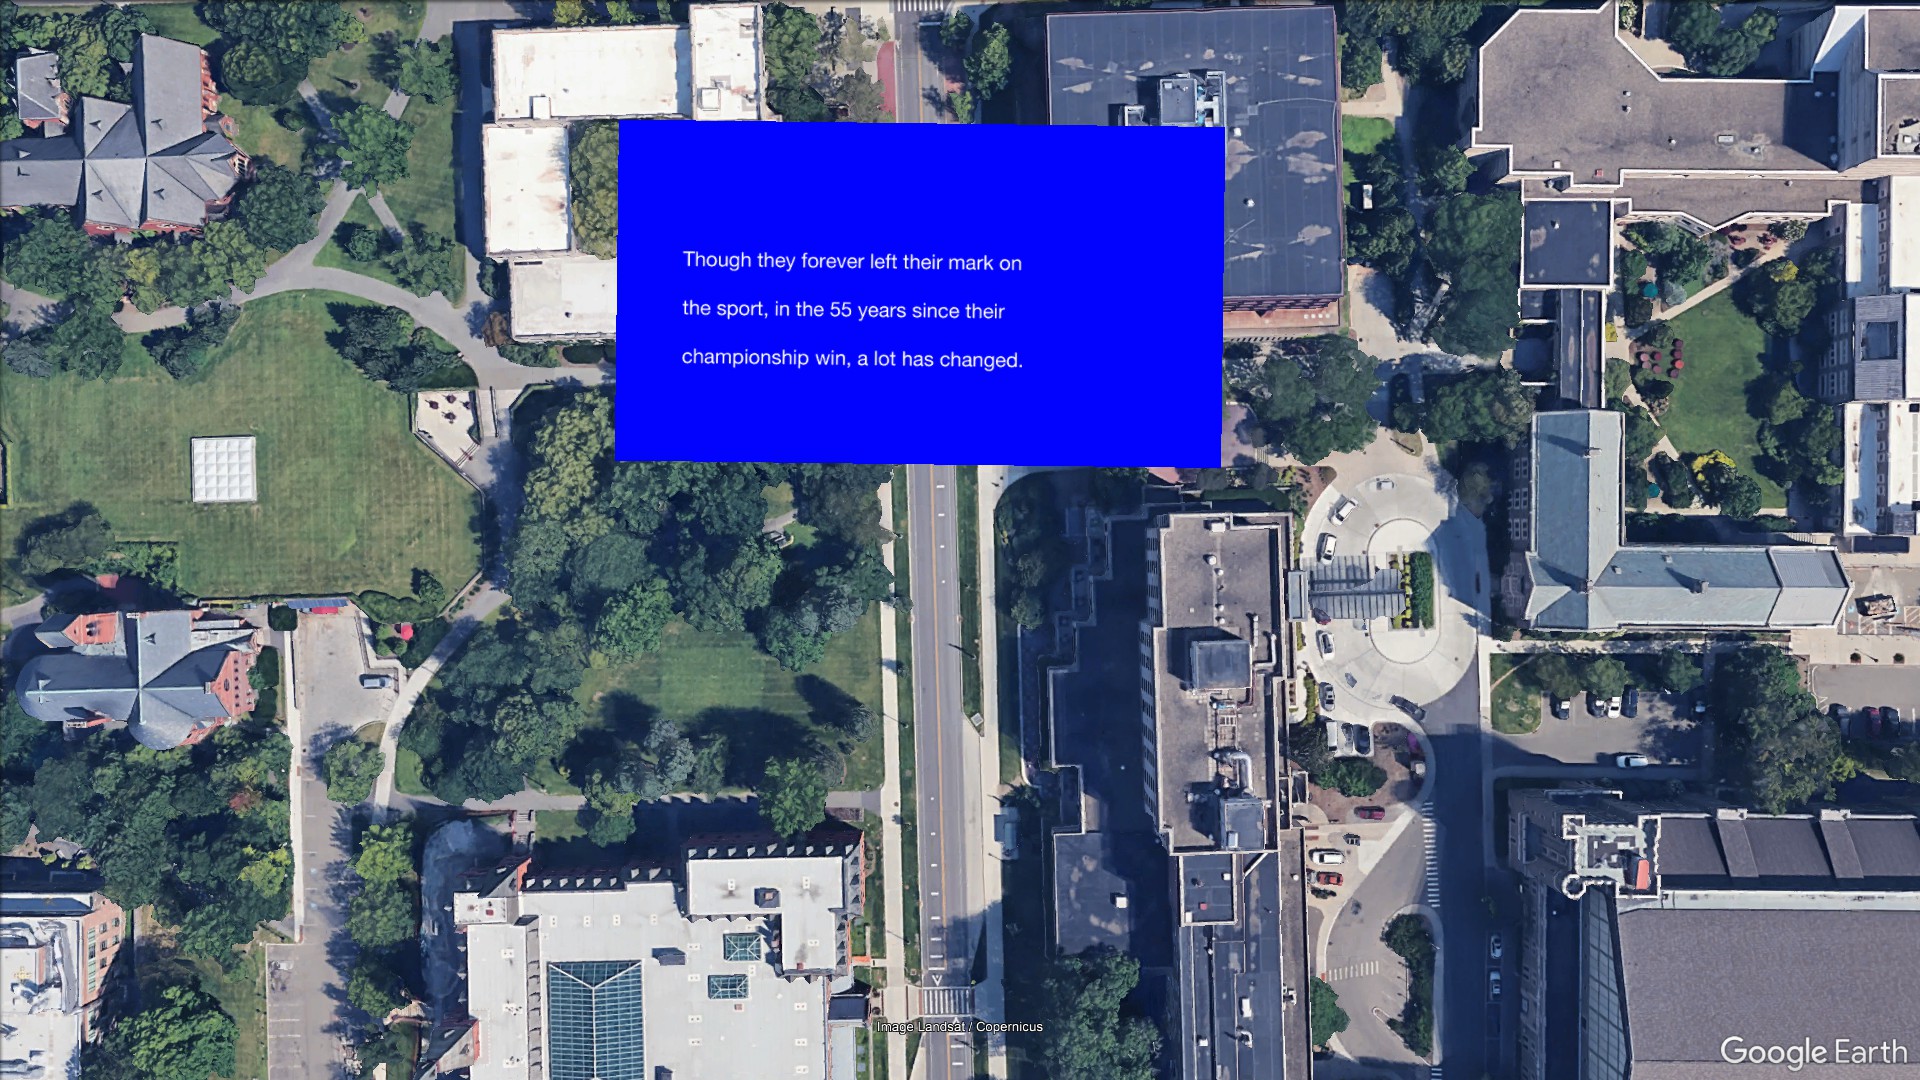 Though they forever left their mark on
the sport, in the 55 years since their
championship win, a lot has changed.
Image Landsat / Copernicus
Google Earth